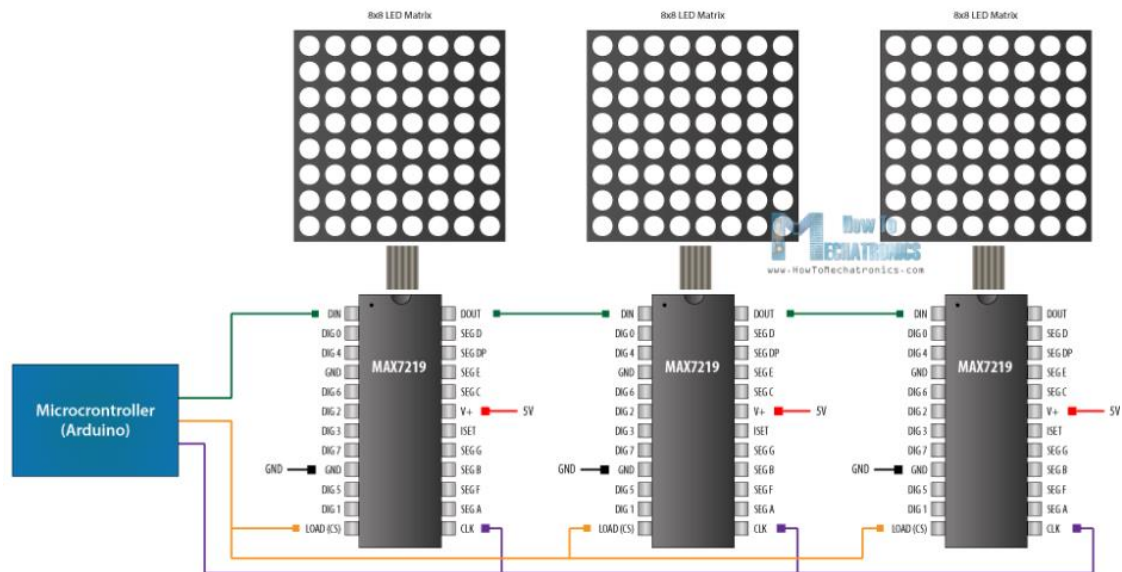 8x8 LED Matrix
8x8 LED Matrix
8x8 LED Matrix
How To
MECHATRONICS
www.HowToMechatronics.com
Microcrontroller
(Arduino)
MAX7219
DIN
DIG 0
DIG 4
GND
DIG 6
DIG 2
DIG 3
DIG 7
GND GND
DIG 5
DIG 1
LOAD (CS)
DOUT
SEG D
SEG DP
SEG E
SEG C
V+ 5V
ISET
SEG G
SEG B
SEG F
SEG A
CLK
MAX7219
DIN
DIG 0
DIG 4
GND
DIG 6
DIG 2
DIG 3
DIG 7
GND GND
DIG 5
DIG 1
LOAD (CS)
DOUT
SEG D
SEG DP
SEG E
SEG C
V+ 5V
ISET
SEG G
SEG B
SEG F
SEG A
CLK
MAX7219
DIN
DIG 0
DIG 4
GND
DIG 6
DIG 2
DIG 3
DIG 7
GND GND
DIG 5
DIG 1
LOAD (CS)
DOUT
SEG D
SEG DP
SEG E
SEG C
V+ 5V
ISET
SEG G
SEG B
SEG F
SEG A
CLK